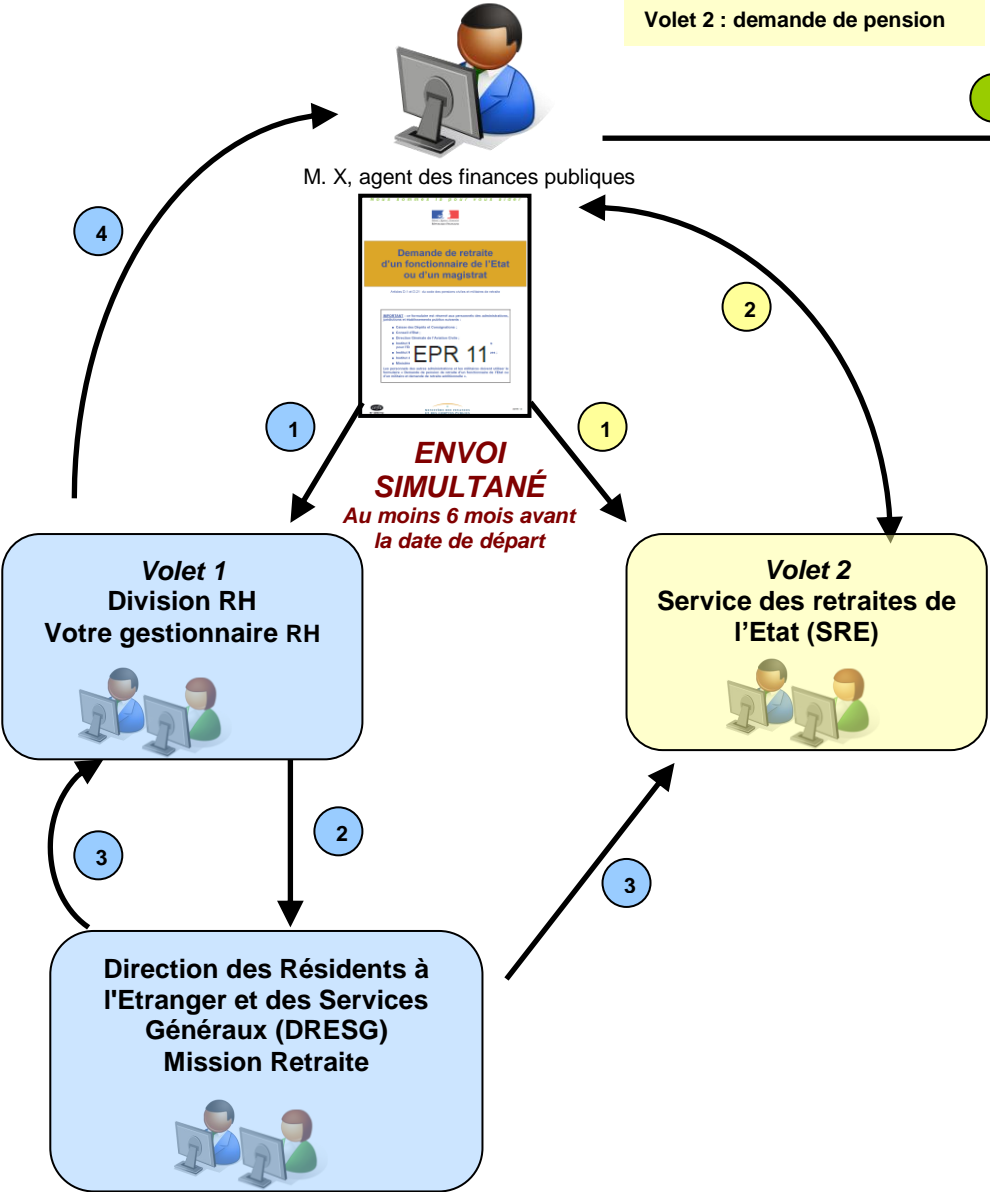 Volet 2 : demande de pension
M. X, agent des finances publiques
Demande de retraite
d'un fonctionnaire de l'Etat
ou d'un magistrat
EPR 11
4
2
1
1
ENVOI
SIMULTANÉ
Au moins 6 mois avant
la date de départ
Volet 1
Division RH
Votre gestionnaire RH
Volet 2
Service des retraites de
l'Etat (SRE)
3
2
3
Direction des Résidents à
l'Etranger et des Services
Généraux (DRESG)
Mission Retraite